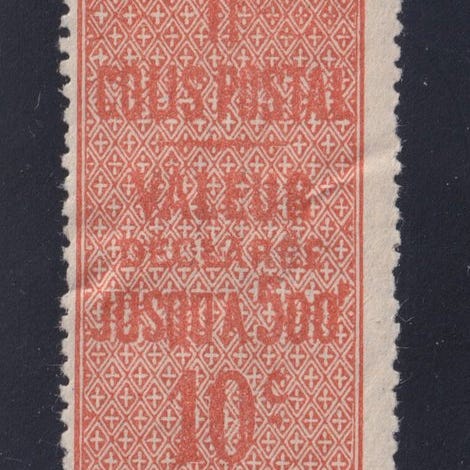 COLIS POSTAL
VALEUR
DÉCLARÉE
JUSQU'A 500f
10c